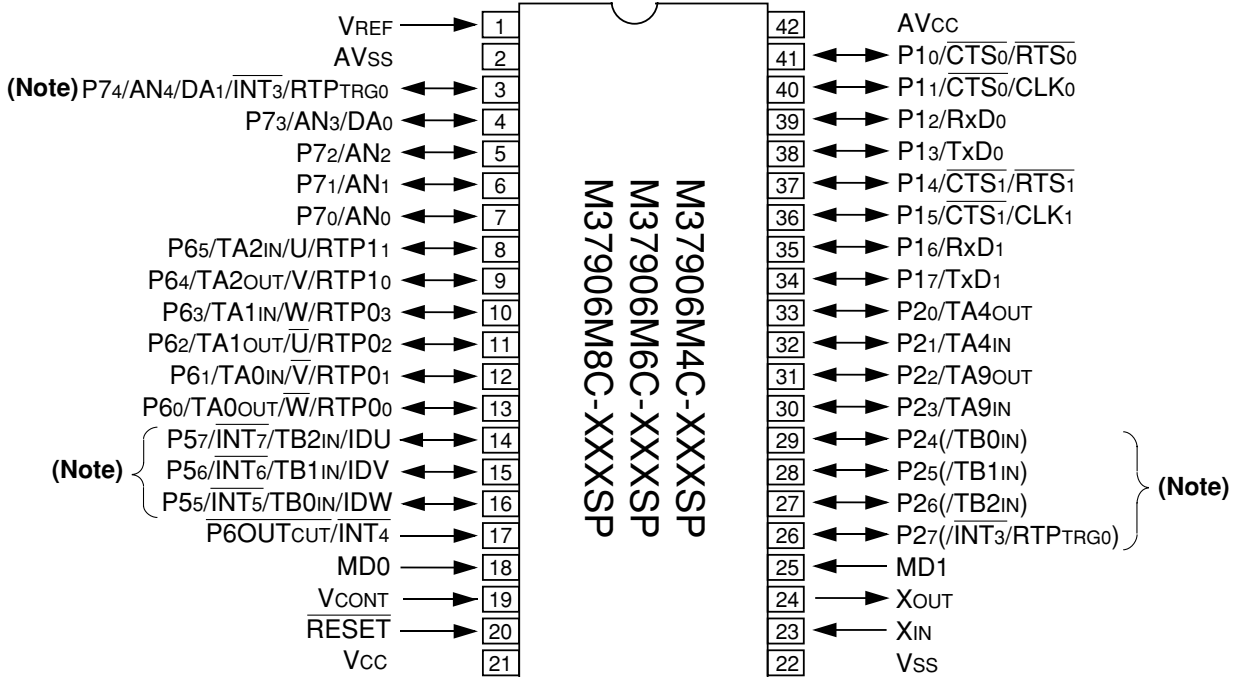 VREF 1
AVSS 2
(Note) P74/AN4/DA1/INT3/RTPTRG0 3
P73/AN3/DA0 4
P72/AN2 5
P71/AN1 6
P70/AN0 7
P65/TA2IN/U/RTP11 8
P64/TA2OUT/V/RTP10 9
P63/TA1IN/W/RTP03 10
P62/TA1OUT/U̅/RTP02 11
P61/TA0IN/V̅/RTP01 12
P60/TA0OUT/W̅/RTP00 13
P57/INT7/TB2IN/IDU 14
(Note) P56/INT6/TB1IN/IDV 15
P55/INT5/TB0IN/IDW 16
P6OUTCUT/INT4 17
MD0 18
VCONT 19
RESET 20
VCC 21
M37906M8C-XXXSP
M37906M6C-XXXSP
M37906M4C-XXXSP
42 AVCC
41 P10/CTS0/RTS0
40 P11/CTS0/CLK0
39 P12/RxD0
38 P13/TxD0
37 P14/CTS1/RTS1
36 P15/CTS1/CLK1
35 P16/RxD1
34 P17/TxD1
33 P20/TA4OUT
32 P21/TA4IN
31 P22/TA9OUT
30 P23/TA9IN
29 P24(/TB0IN)
28 P25(/TB1IN) (Note)
27 P26(/TB2IN)
26 P27(/INT3/RTPTRG0)
25 MD1
24 XOUT
23 XIN
22 VSS